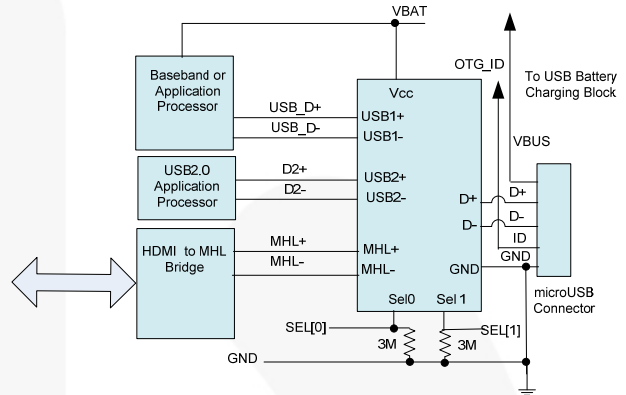 VBAT
Baseband or
Application
Processor
OTG_ID
To USB Battery
Charging Block
Vcc
USB_D+
USB1+
USB_D-
USB1-
VBUS
USB2.0
Application
Processor
D2+
USB2+
D2-
USB2-
D+
D+
D-
D-
ID
GND
GND
HDMI to MHL
Bridge
MHL+
MHL+
MHL-
MHL-
microUSB
Connector
Sel0
Sel 1
SEL[0]
SEL[1]
3M
3M
GND